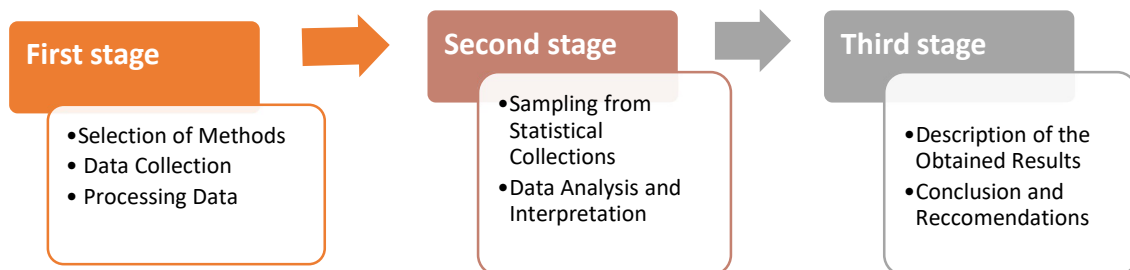 First stage
•Selection of Methods
• Data Collection
• Processing Data
Second stage
•Sampling from
Statistical
Collections
•Data Analysis and
Interpretation
Third stage
•Description of the
Obtained Results
•Conclusion and
Reccomendations